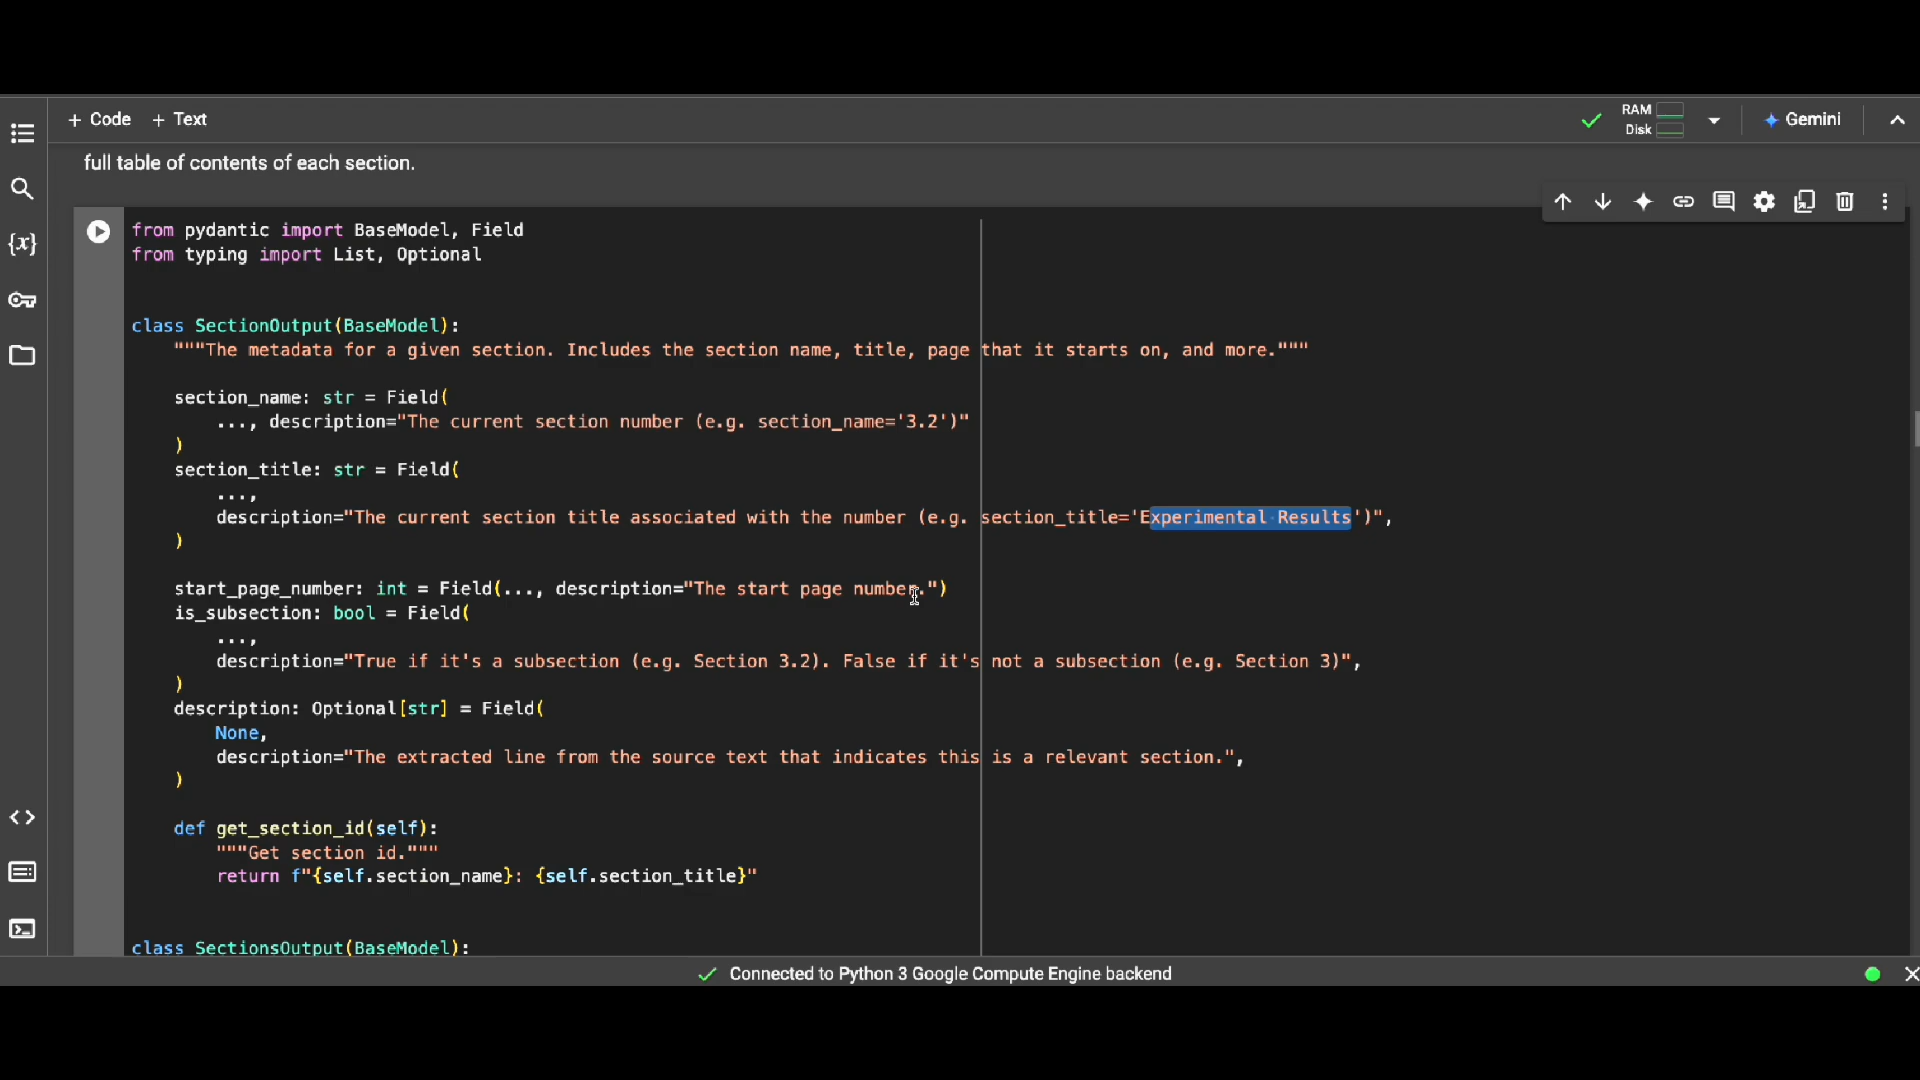 + Code + Text
RAM
Disk
Gemini
full table of contents of each section.
from pydantic import BaseModel, Field
from typing import List, Optional
class SectionOutput(BaseModel):
"""The metadata for a given section. Includes the section name, title, page that it starts on, and more."""
section_name: str = Field(
..., description="The current section number (e.g. section_name='3.2')"
)
section_title: str = Field(
...,
description="The current section title associated with the number (e.g. section_title='Experimental Results')",
)
start_page_number: int = Field(..., description="The start page number.")
is_subsection: bool = Field(
...,
description="True if it's a subsection (e.g. Section 3.2). False if it's not a subsection (e.g. Section 3)",
)
description: Optional[str] = Field(
None,
description="The extracted line from the source text that indicates this is a relevant section.",
)
def get_section_id(self):
"""Get section id."""
return f"{self.section_name}: {self.section_title}"
class SectionsOutput(BaseModel):
Connected to Python 3 Google Compute Engine backend